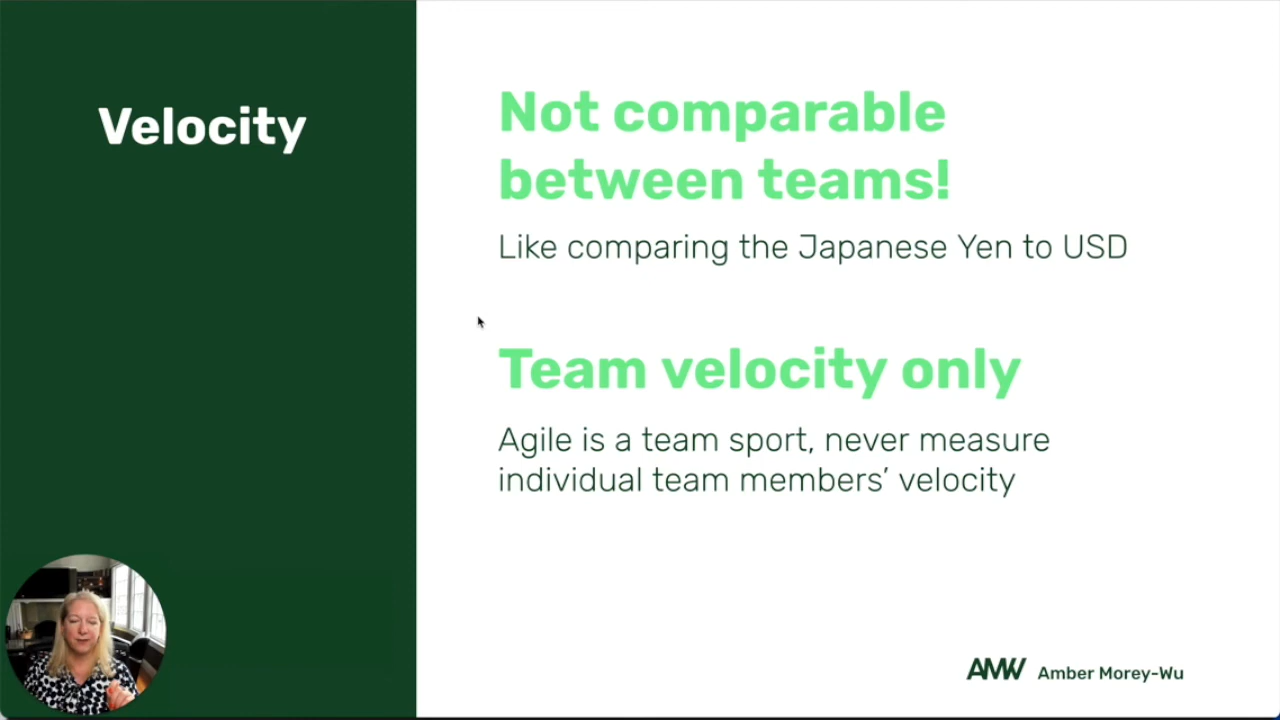 Velocity
Not comparable
between teams!
Like comparing the Japanese Yen to USD
Team velocity only
Agile is a team sport, never measure
individual team members’ velocity
AMW Amber Morey-Wu